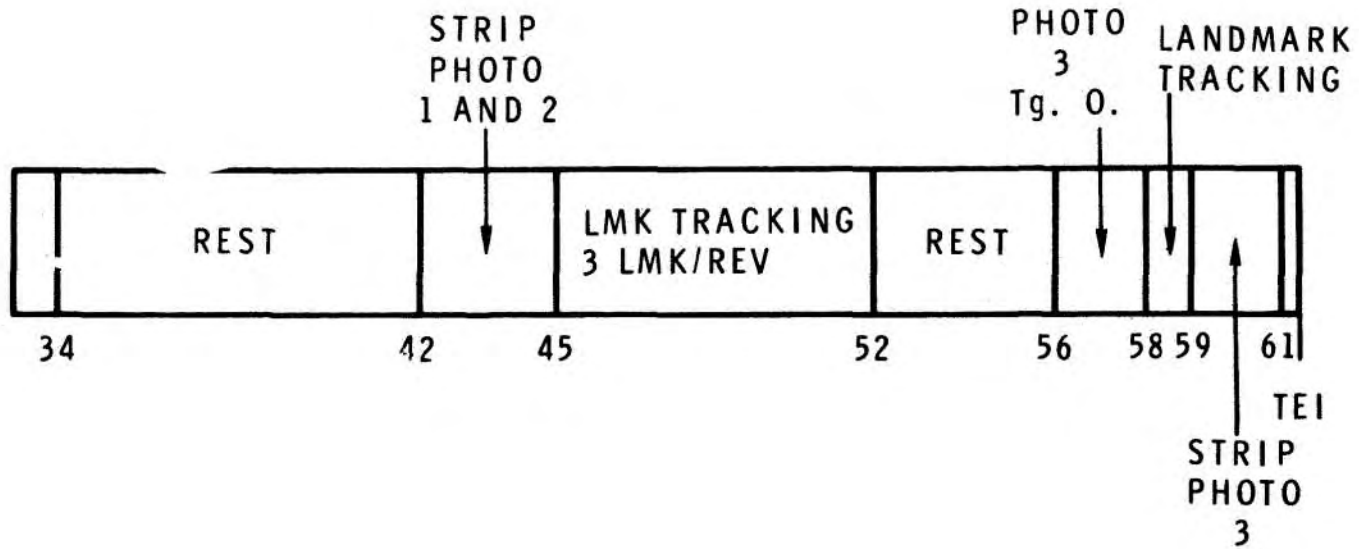 STRIP
PHOTO
1 AND 2
PHOTO
3
Tg. O.
LANDMARK
TRACKING
REST
LMK TRACKING
3 LMK/REV
REST
34 42 45 52 56 58 59 61
TEI
STRIP
PHOTO
3